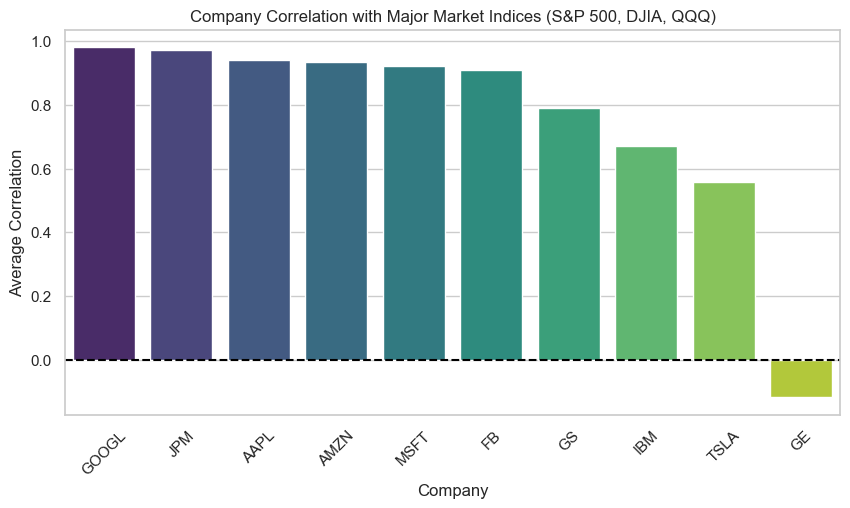 Company Correlation with Major Market Indices (S&P 500, DJIA, QQQ)
Average Correlation
1.0
0.8
0.6
0.4
0.2
0.0
GOOGL
JPM
AAPL
AMZN
MSFT
FB
GS
IBM
TSLA
GE
Company